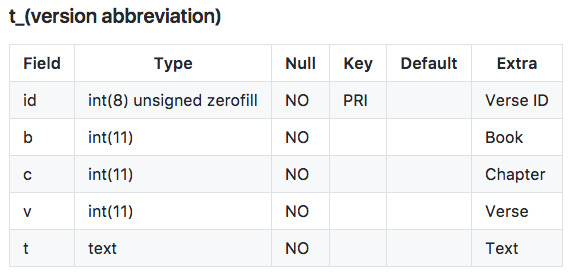 t_(version abbreviation)
Field Type Null Key Default Extra
id int(8) unsigned zerofill NO PRI Verse ID
b int(11) NO Book
c int(11) NO Chapter
v int(11) NO Verse
t text NO Text